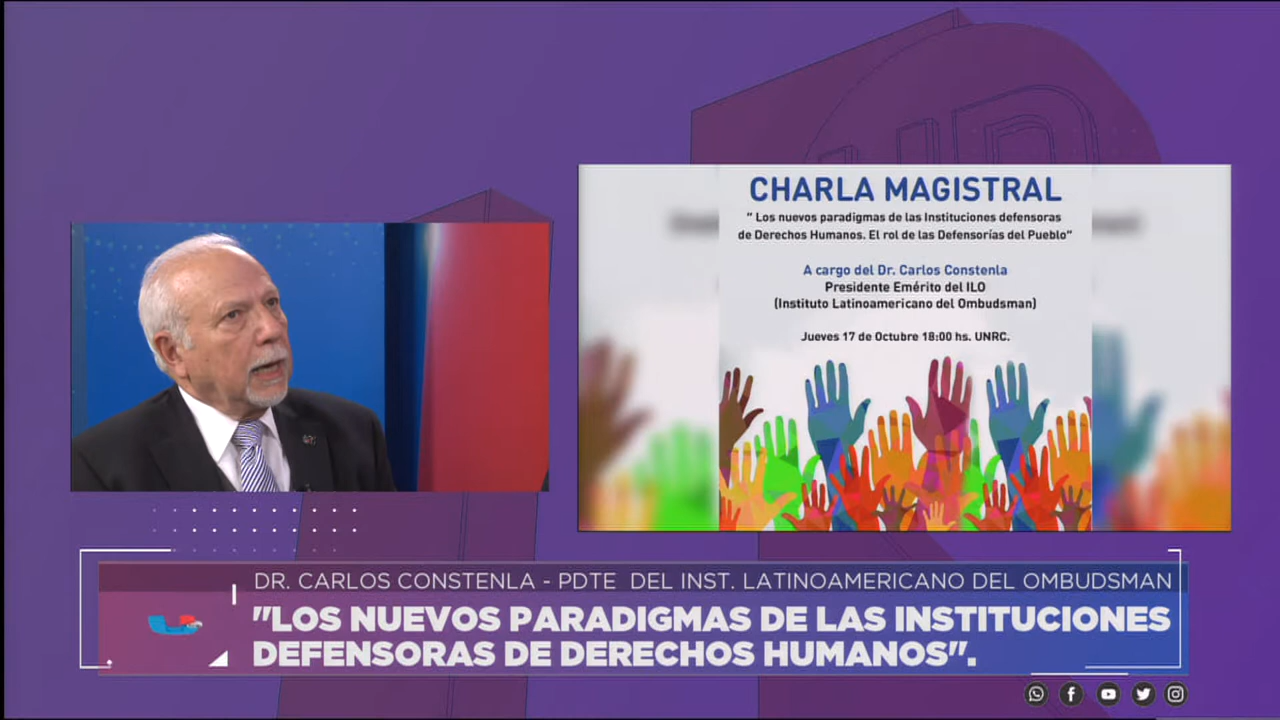 CHARLA MAGISTRAL
" Los nuevos paradigmas de las Instituciones defensoras
de Derechos Humanos. El rol de las Defensorías del Pueblo"
A cargo del Dr. Carlos Constenla
Presidente Emérito del ILO
(Instituto Latinoamericano del Ombudsman)
Jueves 17 de Octubre 18:00 hs. UNRC.
DR. CARLOS CONSTENLA - PDTE DEL INST. LATINOAMERICANO DEL OMBUDSMAN
"LOS NUEVOS PARADIGMAS DE LAS INSTITUCIONES
DEFENSORAS DE DERECHOS HUMANOS".